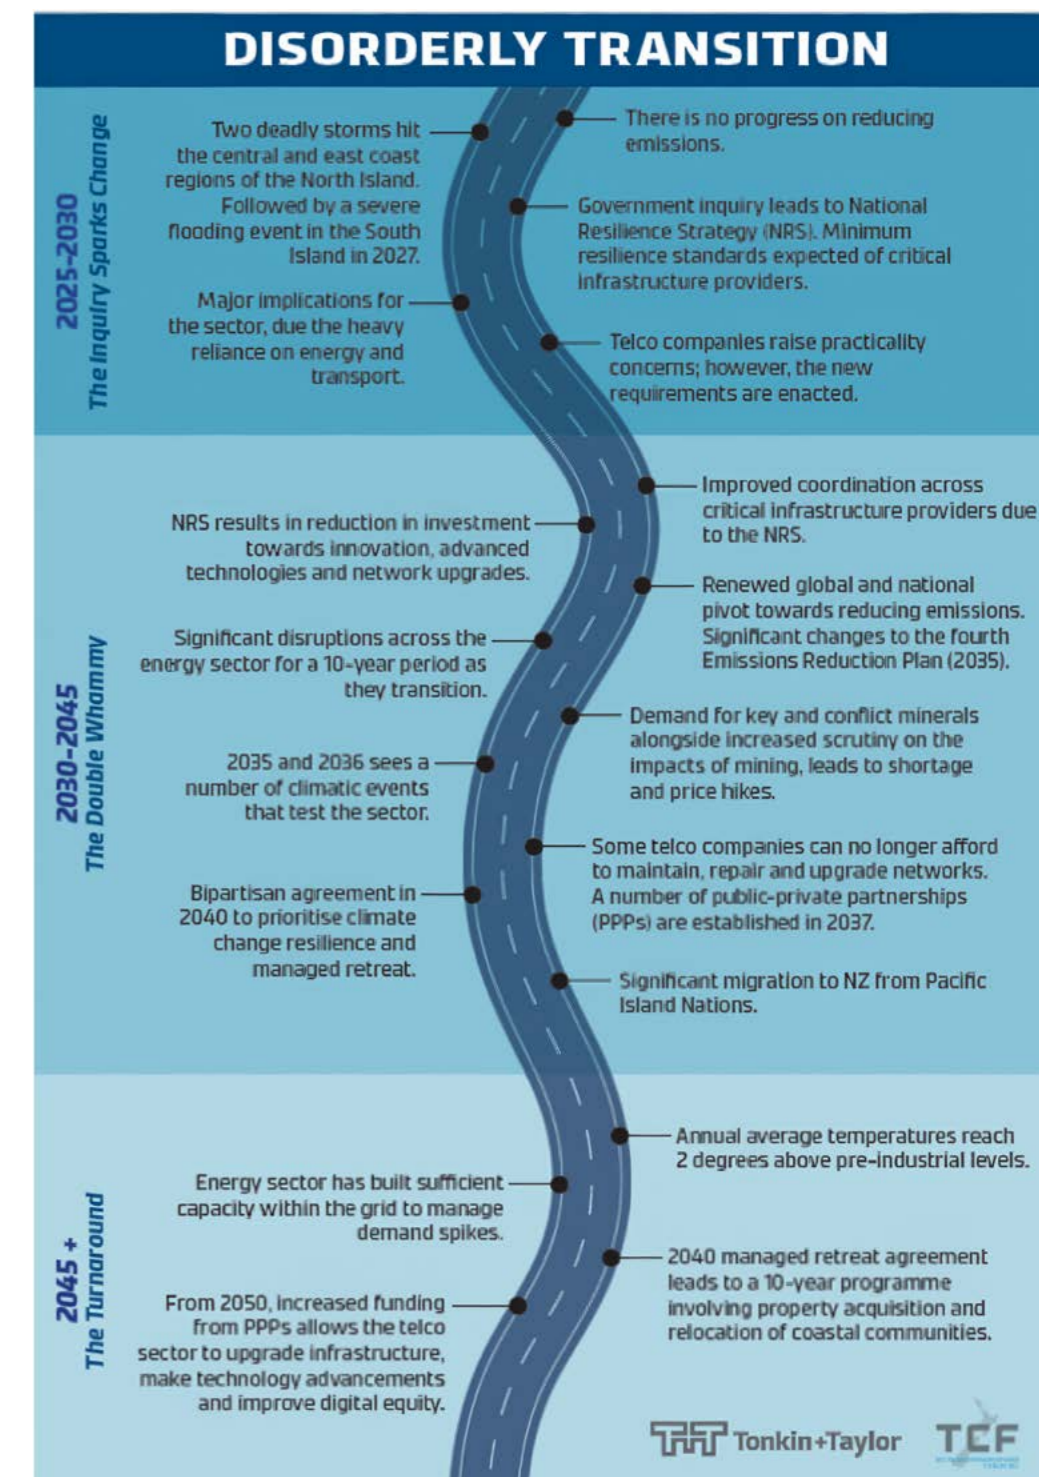 DISORDERLY TRANSITION
2025-2030
The Inquiry Sparks Change
There is no progress on reducing
emissions.
Two deadly storms hit
the central and east coast
regions of the North Island.
Followed by a severe
flooding event in the South
Island in 2027.
Government inquiry leads to National
Resilience Strategy (NRS). Minimum
resilience standards expected of critical
infrastructure providers.
Major implications for
the sector, due the heavy
reliance on energy and
transport.
Telco companies raise practicality
concerns; however, the new
requirements are enacted.
2030-2045
The Double Whammy
Improved coordination across
critical infrastructure providers due
to the NRS.
NRS results in reduction in investment
towards innovation, advanced
technologies and network upgrades.
Renewed global and national
pivot towards reducing emissions.
Significant changes to the fourth
Emissions Reduction Plan (2035).
Significant disruptions across the
energy sector for a 10-year period as
they transition.
Demand for key and conflict minerals
alongside increased scrutiny on the
impacts of mining, leads to shortage
and price hikes.
2035 and 2036 sees a
number of climatic events
that test the sector.
Some telco companies can no longer afford
to maintain, repair and upgrade networks.
A number of public-private partnerships
(PPPs) are established in 2037.
Bipartisan agreement in
2040 to prioritise climate
change resilience and
managed retreat.
Significant migration to NZ from Pacific
Island Nations.
2045 +
The Turnaround
Annual average temperatures reach
2 degrees above pre-industrial levels.
Energy sector has built sufficient
capacity within the grid to manage
demand spikes.
2040 managed retreat agreement
leads to a 10-year programme
involving property acquisition and
relocation of coastal communities.
From 2050, increased funding
from PPPs allows the telco
sector to upgrade infrastructure,
make technology advancements
and improve digital equity.
Tonkin+Taylor
TCF